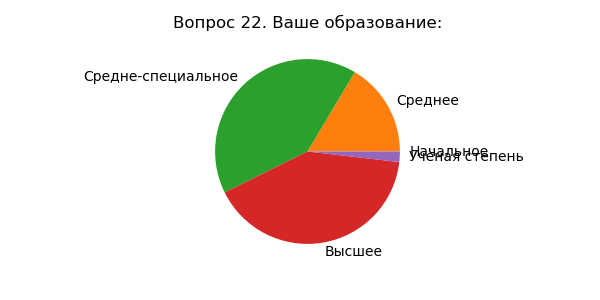 Вопрос 22. Ваше образование:
Средне-специальное
Среднее
Начальное
Ученая степень
Высшее